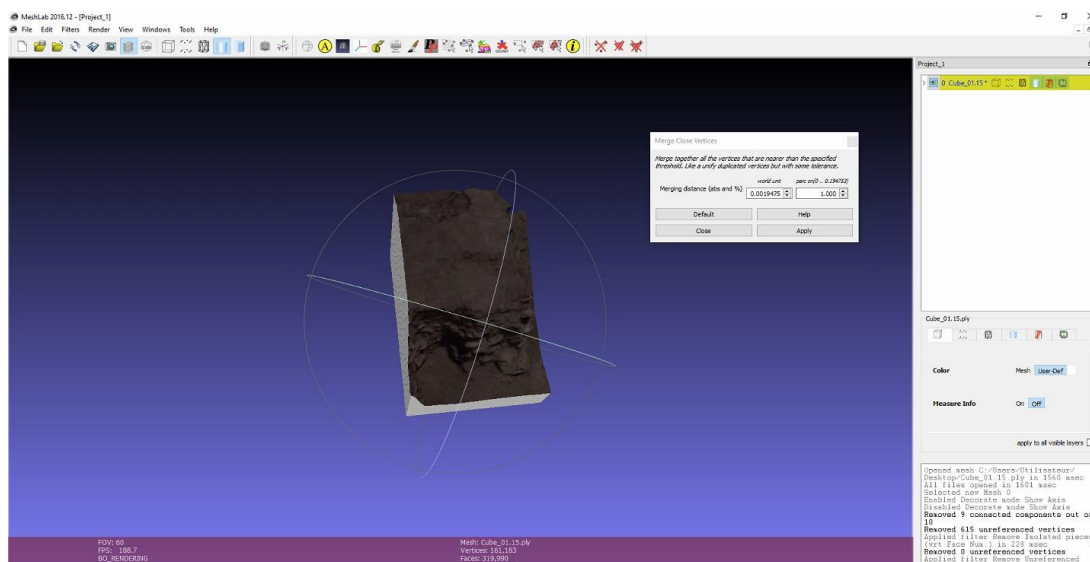 MeshLab 2016.12 - [Project_1]
File Edit Filters Render View Windows Tools Help
Project_1
0 Cube_01.15 *
Merge Close Vertices
Merge together all the vertices that are nearer than the specified
threshold. Like a unify duplicated vertices but with some tolerance.
world unit perc on(0 .. 0.194752)
Merging distance (abs and %) 0.0019475 1.000
Default Help
Close Apply
Cube_01.15.ply
Color Mesh User-Def
Measure Info On Off
apply to all visible layers
Opened mesh C:/Users/Utilisateur/
Desktop/Cube_01.15.ply in 1560 msec
All files opened in 1601 msec
Selected new Mesh 0
Enabled Decorate mode Show Axis
Disabled Decorate mode Show Axis
Removed 9 connected components out o
10
Removed 615 unreferenced vertices
Applied filter Remove Isolated piece
(wrt Face Num.) in 228 msec
Removed 0 unreferenced vertices
Applied filter Remove Unreferenced
FOV: 60
FPS: 188.7
BO_RENDERING
Mesh: Cube_01.15.ply
Vertices: 161,183
Faces: 319,990